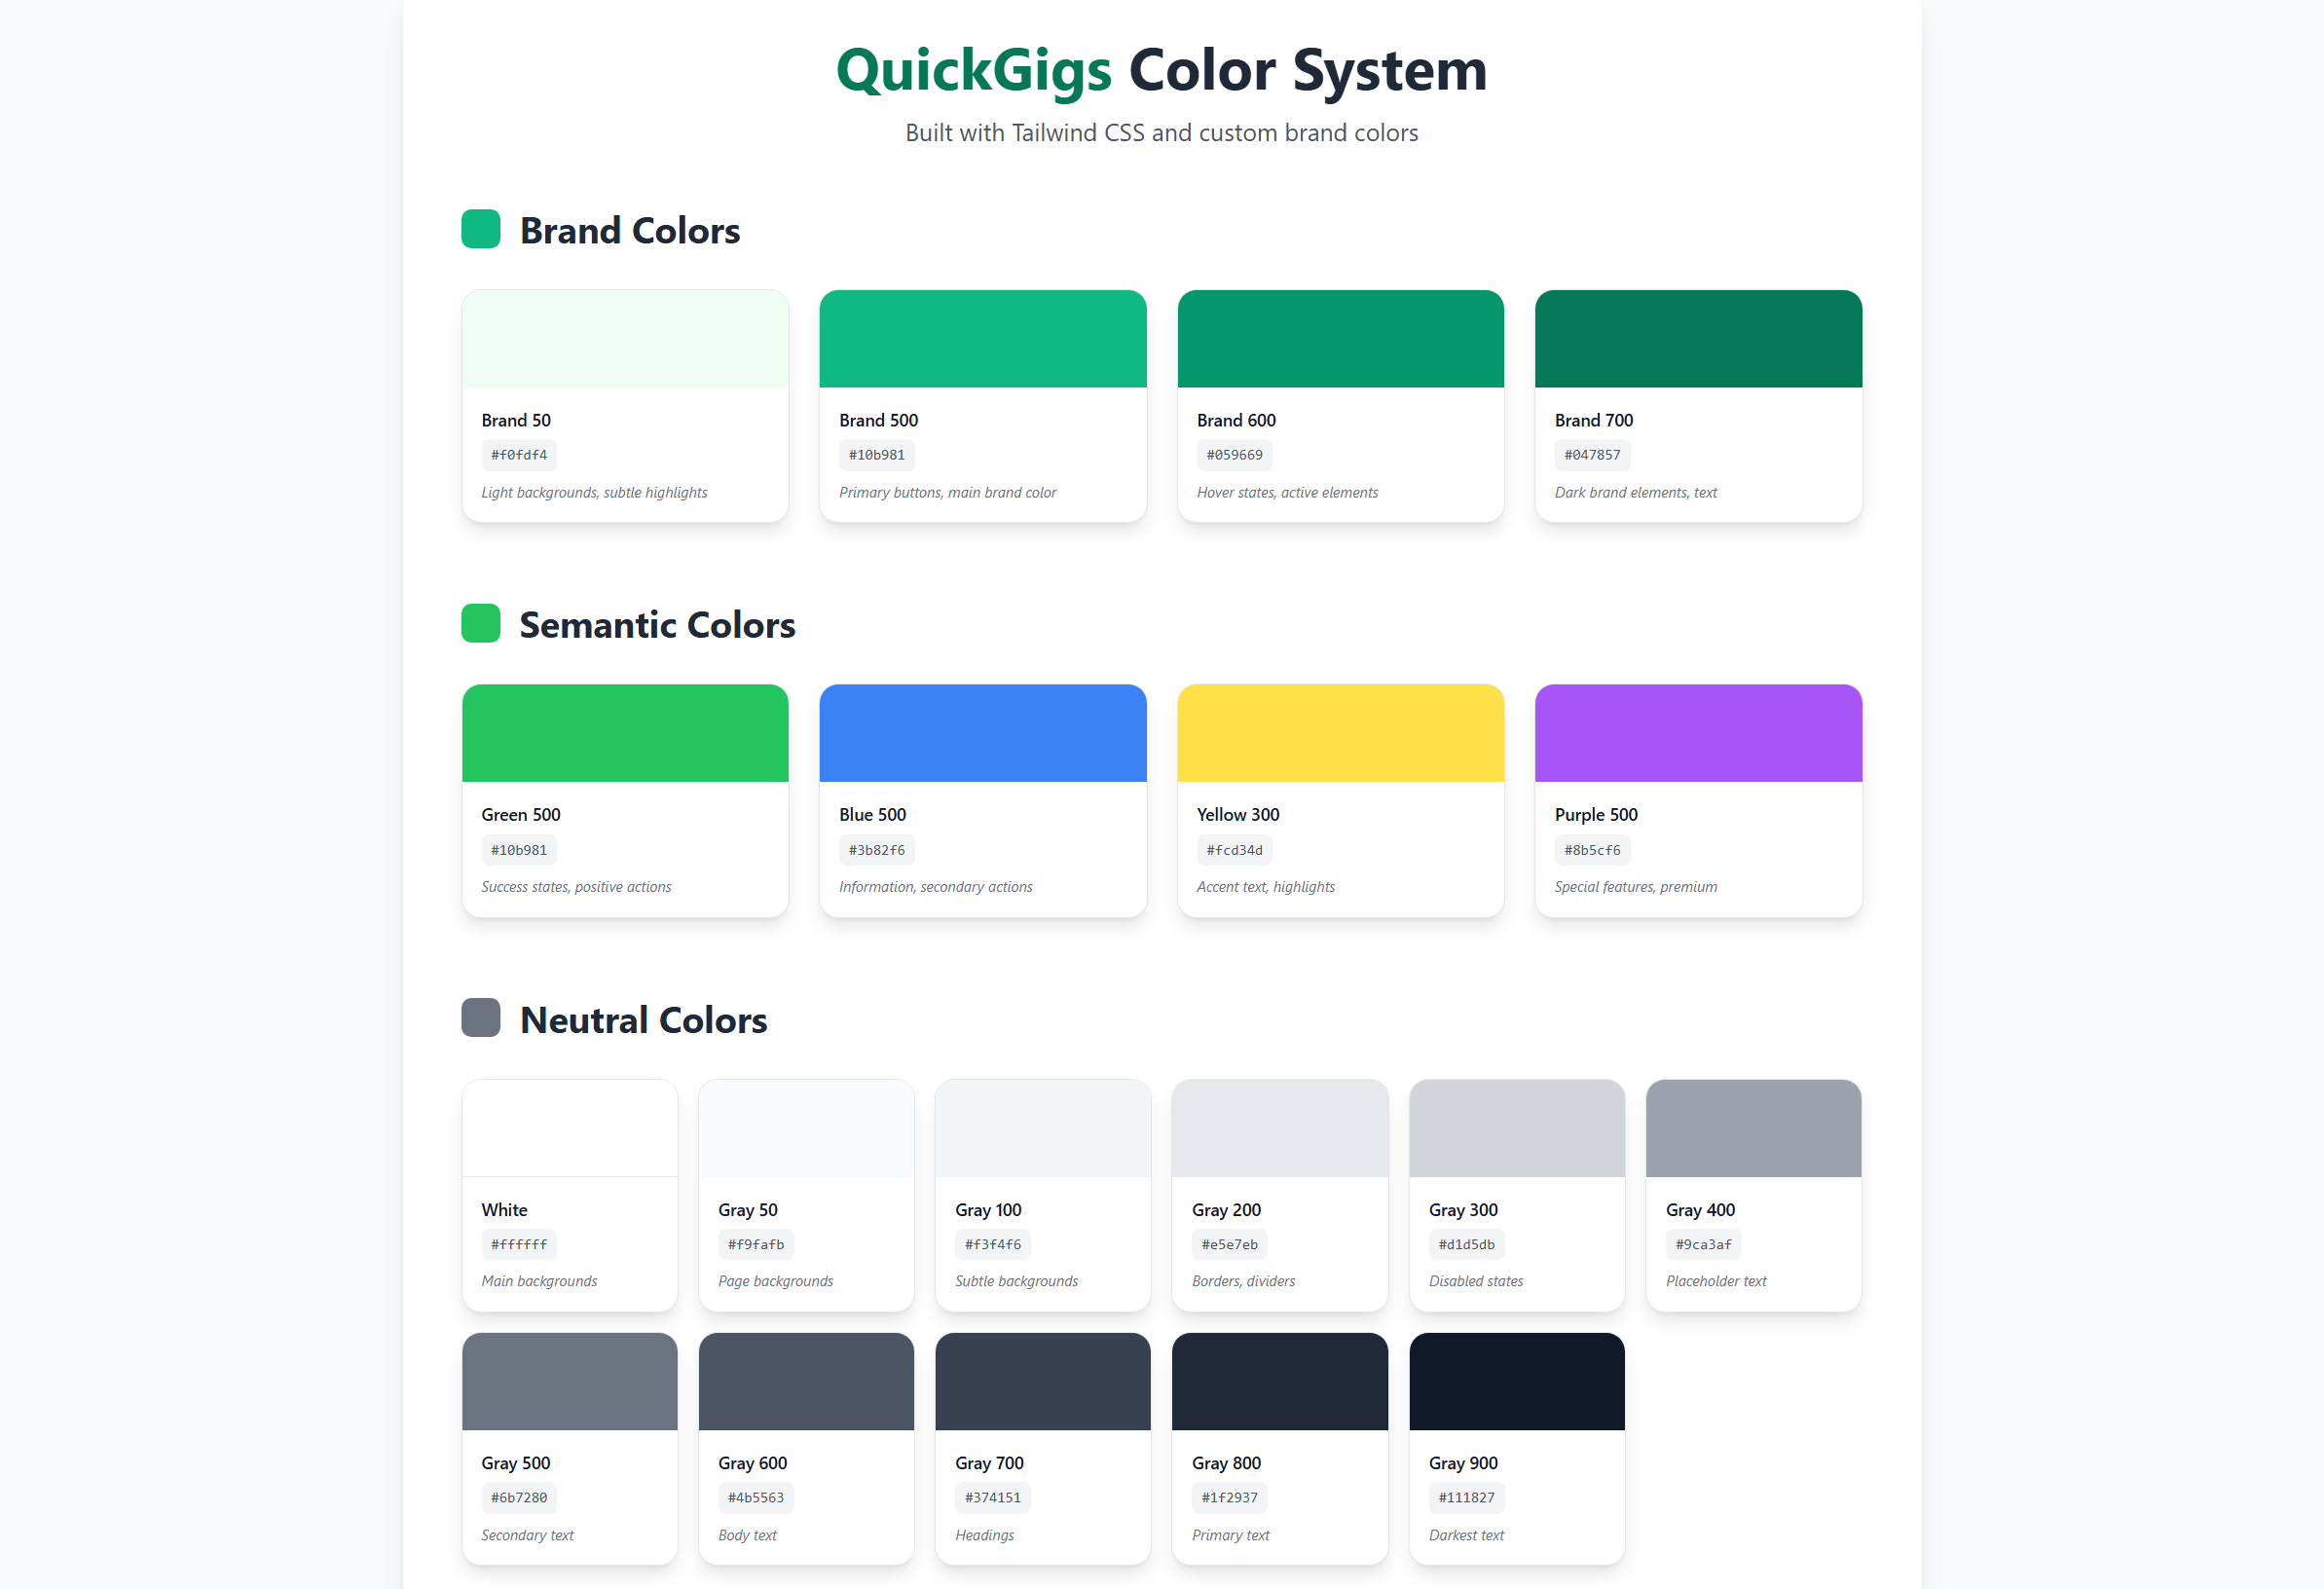 QuickGigs Color System
Built with Tailwind CSS and custom brand colors
Brand Colors
Brand 50
#f0fdf4
Light backgrounds, subtle highlights
Brand 500
#10b981
Primary buttons, main brand color
Brand 600
#059669
Hover states, active elements
Brand 700
#047857
Dark brand elements, text
Semantic Colors
Green 500
#10b981
Success states, positive actions
Blue 500
#3b82f6
Information, secondary actions
Yellow 300
#fcd34d
Accent text, highlights
Purple 500
#8b5cf6
Special features, premium
Neutral Colors
White
#ffffff
Main backgrounds
Gray 50
#f9fafb
Page backgrounds
Gray 100
#f3f4f6
Subtle backgrounds
Gray 200
#e5e7eb
Borders, dividers
Gray 300
#d1d5db
Disabled states
Gray 400
#9ca3af
Placeholder text
Gray 500
#6b7280
Secondary text
Gray 600
#4b5563
Body text
Gray 700
#374151
Headings
Gray 800
#1f2937
Primary text
Gray 900
#111827
Darkest text